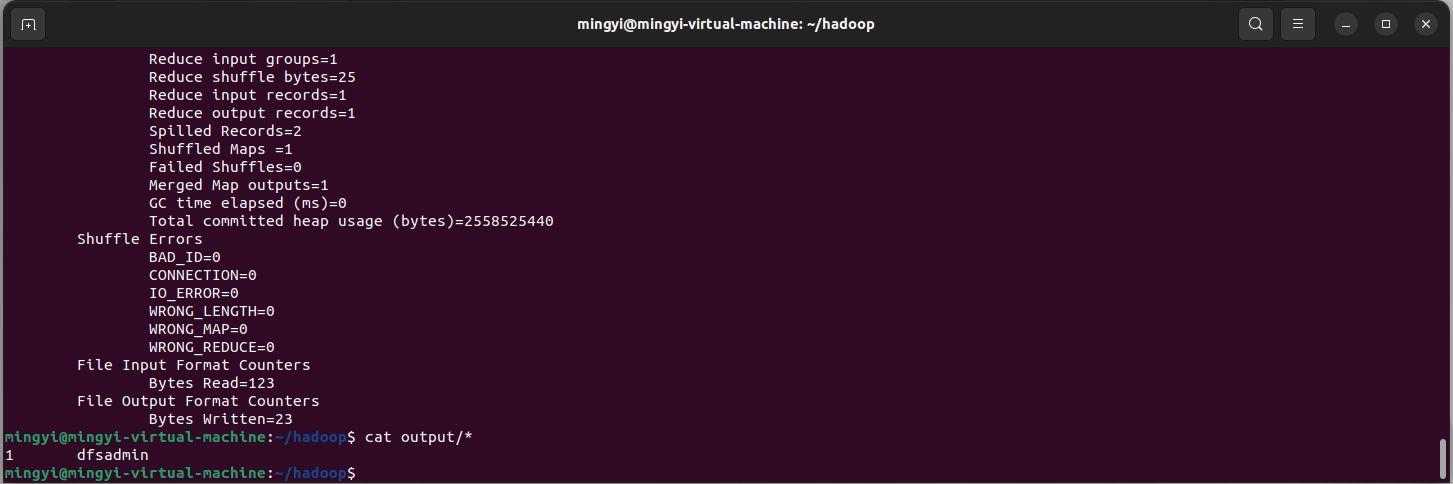 mingyi@mingyi-virtual-machine: ~/hadoop
Reduce input groups=1
Reduce shuffle bytes=25
Reduce input records=1
Reduce output records=1
Spilled Records=2
Shuffled Maps =1
Failed Shuffles=0
Merged Map outputs=1
GC time elapsed (ms)=0
Total committed heap usage (bytes)=2558525440
Shuffle Errors
BAD_ID=0
CONNECTION=0
IO_ERROR=0
WRONG_LENGTH=0
WRONG_MAP=0
WRONG_REDUCE=0
File Input Format Counters
Bytes Read=123
File Output Format Counters
Bytes Written=23
mingyi@mingyi-virtual-machine:~/hadoop$ cat output/*
1 dfsadmin
mingyi@mingyi-virtual-machine:~/hadoop$